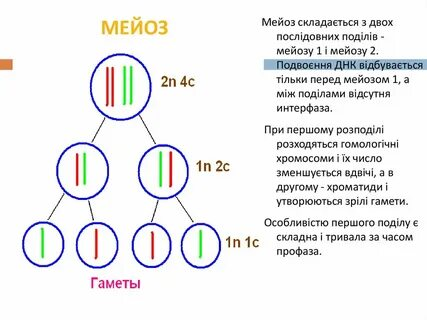 МЕЙОЗ
2n 4c
1n 2c
1n 1c
Гаметы
Мейоз складається з двох
послідовних поділів -
мейозу 1 і мейозу 2.
Подвоєння ДНК відбувається
тільки перед мейозом 1, а
між поділами відсутня
интерфаза.
При першому розподілі
розходяться гомологічні
хромосоми і їх число
зменшується вдвічі, а в
другому - хроматиди і
утворюються зрілі гамети.
Особливістю першого поділу є
складна і тривала за часом
профаза.